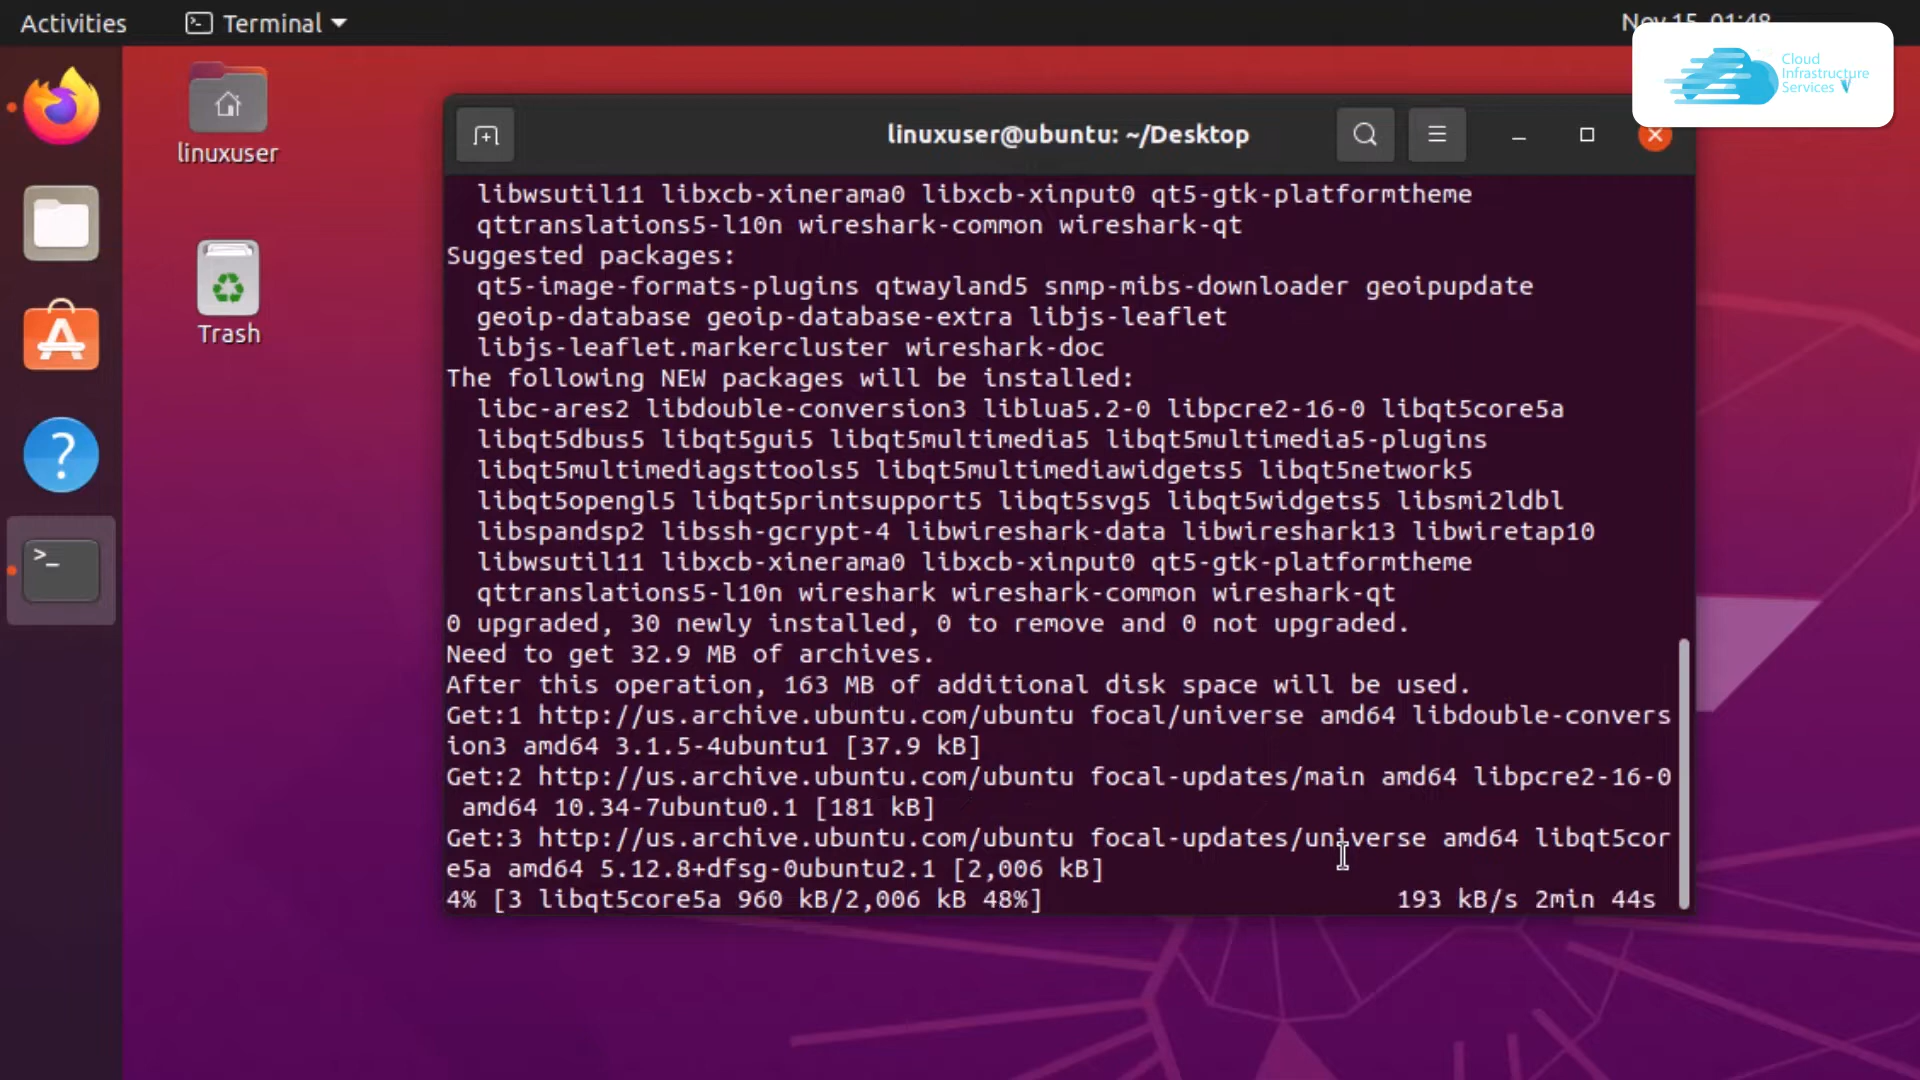 Activities
Terminal
Nov 15 01:48
Cloud
Infrastructure
Services
linuxuser
Trash
linuxuser@ubuntu: ~/Desktop
libwsutil11 libxcb-xinerama0 libxcb-xinput0 qt5-gtk-platformtheme
qttranslations5-l10n wireshark-common wireshark-qt
Suggested packages:
qt5-image-formats-plugins qtwayland5 snmp-mibs-downloader geoipupdate
geoip-database geoip-database-extra libjs-leaflet
libjs-leaflet.markercluster wireshark-doc
The following NEW packages will be installed:
libc-ares2 libdouble-conversion3 liblua5.2-0 libpcre2-16-0 libqt5core5a
libqt5dbus5 libqt5gui5 libqt5multimedia5 libqt5multimedia5-plugins
libqt5multimediagsttools5 libqt5multimediawidgets5 libqt5network5
libqt5opengl5 libqt5printsupport5 libqt5svg5 libqt5widgets5 libsmi2ldbl
libspandsp2 libssh-gcrypt-4 libwireshark-data libwireshark13 libwiretap10
libwsutil11 libxcb-xinerama0 libxcb-xinput0 qt5-gtk-platformtheme
qttranslations5-l10n wireshark wireshark-common wireshark-qt
0 upgraded, 30 newly installed, 0 to remove and 0 not upgraded.
Need to get 32.9 MB of archives.
After this operation, 163 MB of additional disk space will be used.
Get:1 http://us.archive.ubuntu.com/ubuntu focal/universe amd64 libdouble-convers
ion3 amd64 3.1.5-4ubuntu1 [37.9 kB]
Get:2 http://us.archive.ubuntu.com/ubuntu focal-updates/main amd64 libpcre2-16-0
amd64 10.34-7ubuntu0.1 [181 kB]
Get:3 http://us.archive.ubuntu.com/ubuntu focal-updates/universe amd64 libqt5cor
e5a amd64 5.12.8+dfsg-0ubuntu2.1 [2,006 kB]
4% [3 libqt5core5a 960 kB/2,006 kB 48%] 193 kB/s 2min 44s